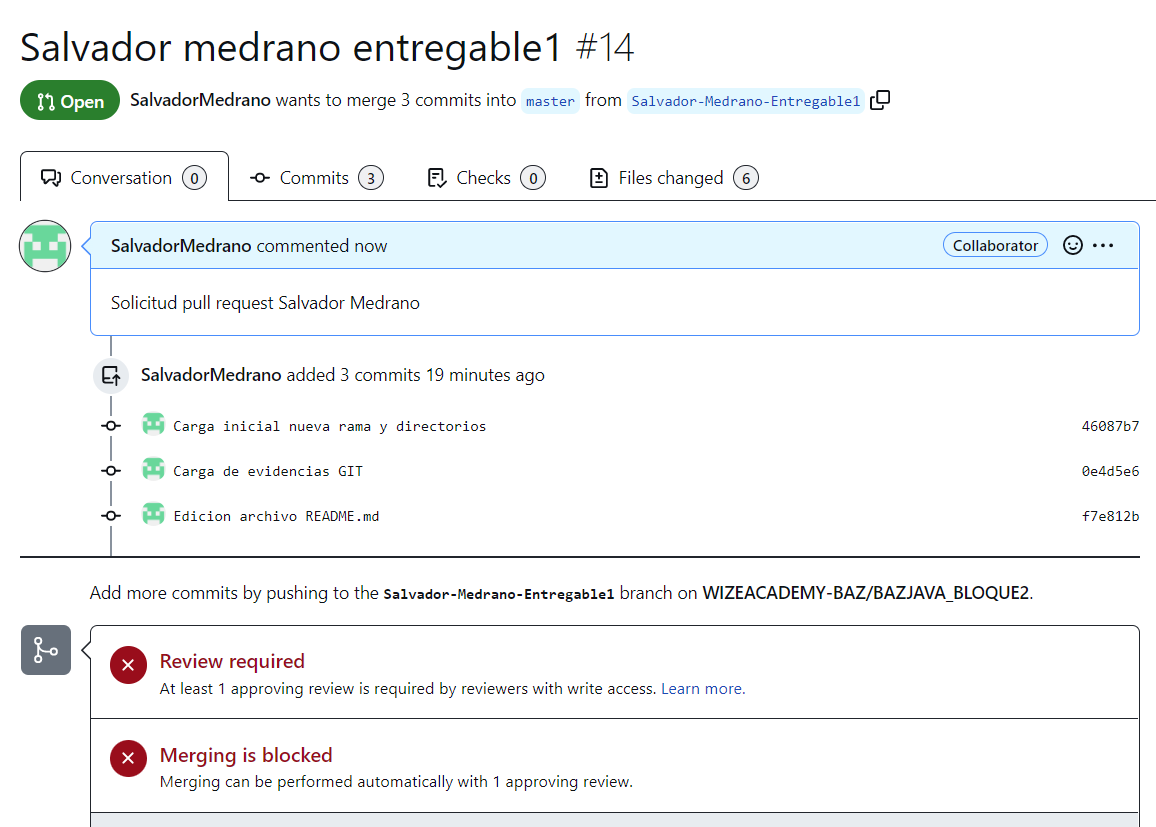 Salvador medrano entregable1 #14
Open SalvadorMedrano wants to merge 3 commits into master from Salvador-Medrano-Entregable1
Conversation 0 Commits 3 Checks 0 Files changed 6
SalvadorMedrano commented now Collaborator
Solicitud pull request Salvador Medrano
SalvadorMedrano added 3 commits 19 minutes ago
Carga inicial nueva rama y directorios 46087b7
Carga de evidencias GIT 0e4d5e6
Edicion archivo README.md f7e812b
Add more commits by pushing to the Salvador-Medrano-Entregable1 branch on WIZEACADEMY-BAZ/BAZJAVA_BLOQUE2.
Review required
At least 1 approving review is required by reviewers with write access. Learn more.
Merging is blocked
Merging can be performed automatically with 1 approving review.